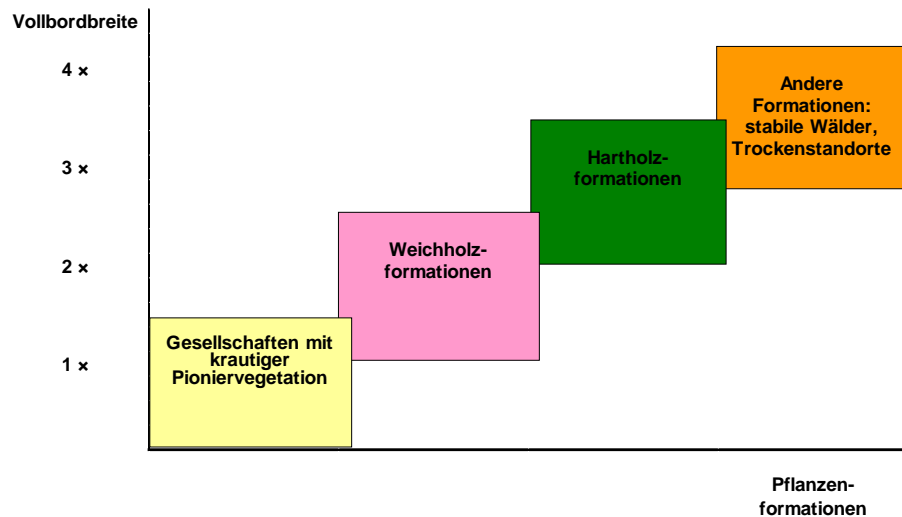 Vollbordbreite
4 ×
3 ×
2 ×
1 ×
Andere
Formationen:
stabile Wälder,
Trockenstandorte
Hartholz-
formationen
Weichholz-
formationen
Gesellschaften mit
krautiger
Pioniervegetation
Pflanzen-
formationen